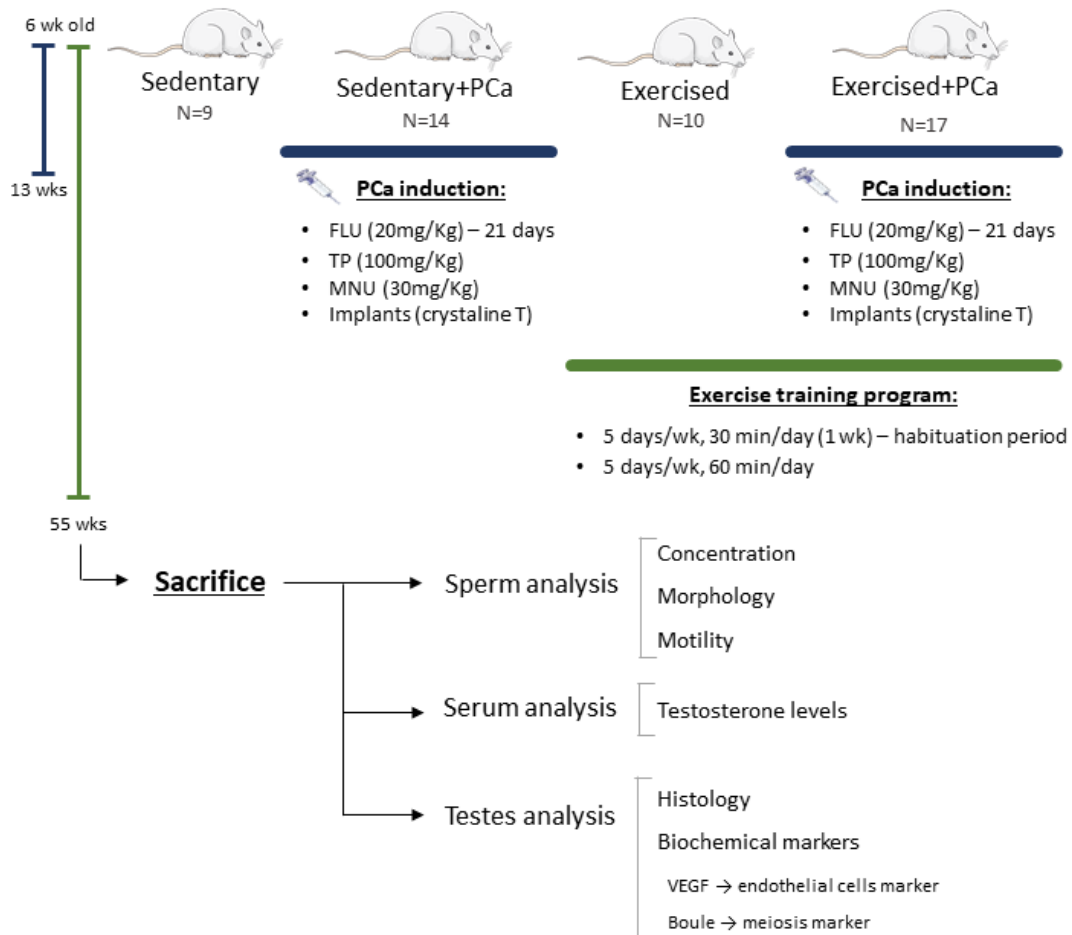 6 wk old
Sedentary
N=9
Sedentary+PCa
N=14
Exercised
N=10
Exercised+PCa
N=17
13 wks
PCa induction:
• FLU (20mg/Kg) – 21 days
• TP (100mg/Kg)
• MNU (30mg/Kg)
• Implants (crystaline T)
PCa induction:
• FLU (20mg/Kg) – 21 days
• TP (100mg/Kg)
• MNU (30mg/Kg)
• Implants (crystaline T)
Exercise training program:
• 5 days/wk, 30 min/day (1 wk) – habituation period
• 5 days/wk, 60 min/day
55 wks
Sacrifice
Sperm analysis
Concentration
Morphology
Motility
Serum analysis
Testosterone levels
Testes analysis
Histology
Biochemical markers
VEGF → endothelial cells marker
Boule → meiosis marker